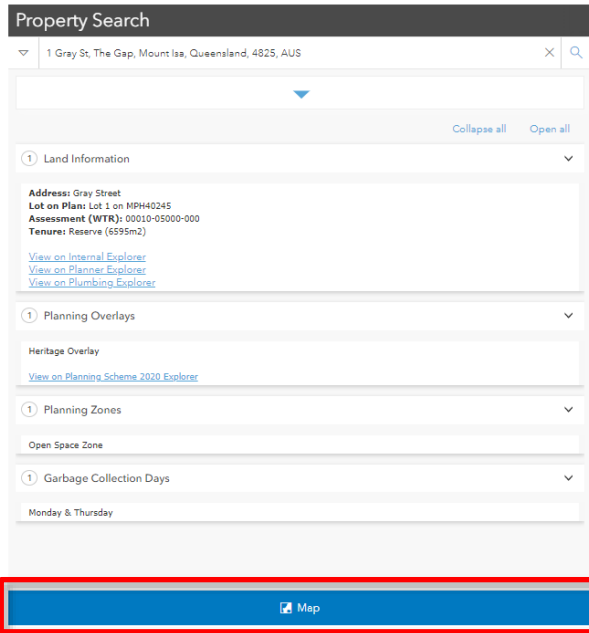 Property Search
1 Gray St, The Gap, Mount Isa, Queensland, 4825, AUS
Collapse all Open all
1 Land Information
Address: Gray Street
Lot on Plan: Lot 1 on MPH40245
Assessment (WTR): 00010-05000-000
Tenure: Reserve (6595m2)
View on Internal Explorer
View on Planner Explorer
View on Plumbing Explorer
1 Planning Overlays
Heritage Overlay
View on Planning Scheme 2020 Explorer
1 Planning Zones
Open Space Zone
1 Garbage Collection Days
Monday & Thursday
Map